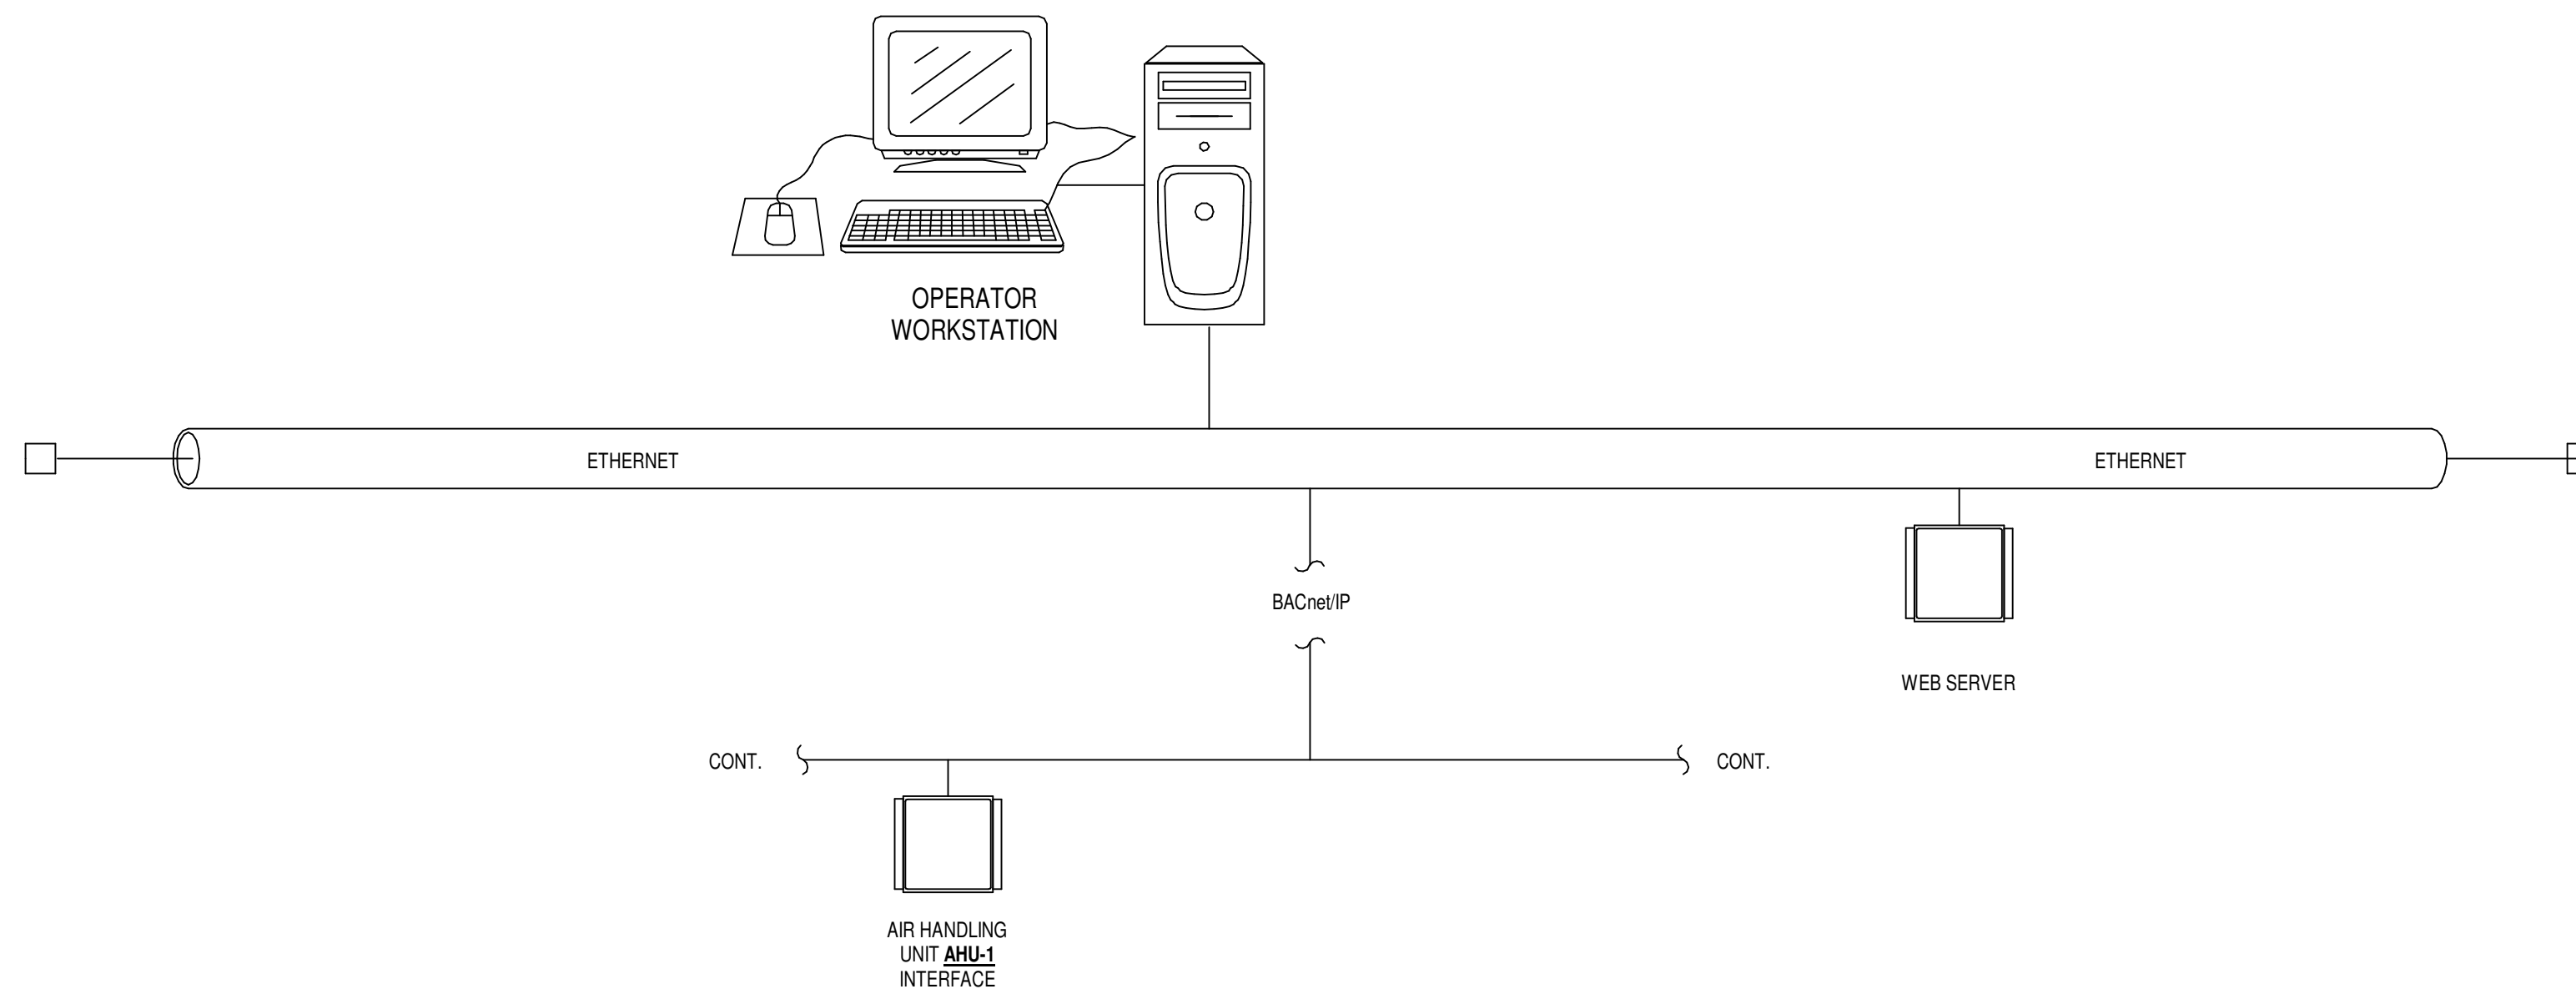 OPERATOR
WORKSTATION
ETHERNET
ETHERNET
BACnet/IP
WEB SERVER
CONT.
CONT.
AIR HANDLING
UNIT AHU-1
INTERFACE